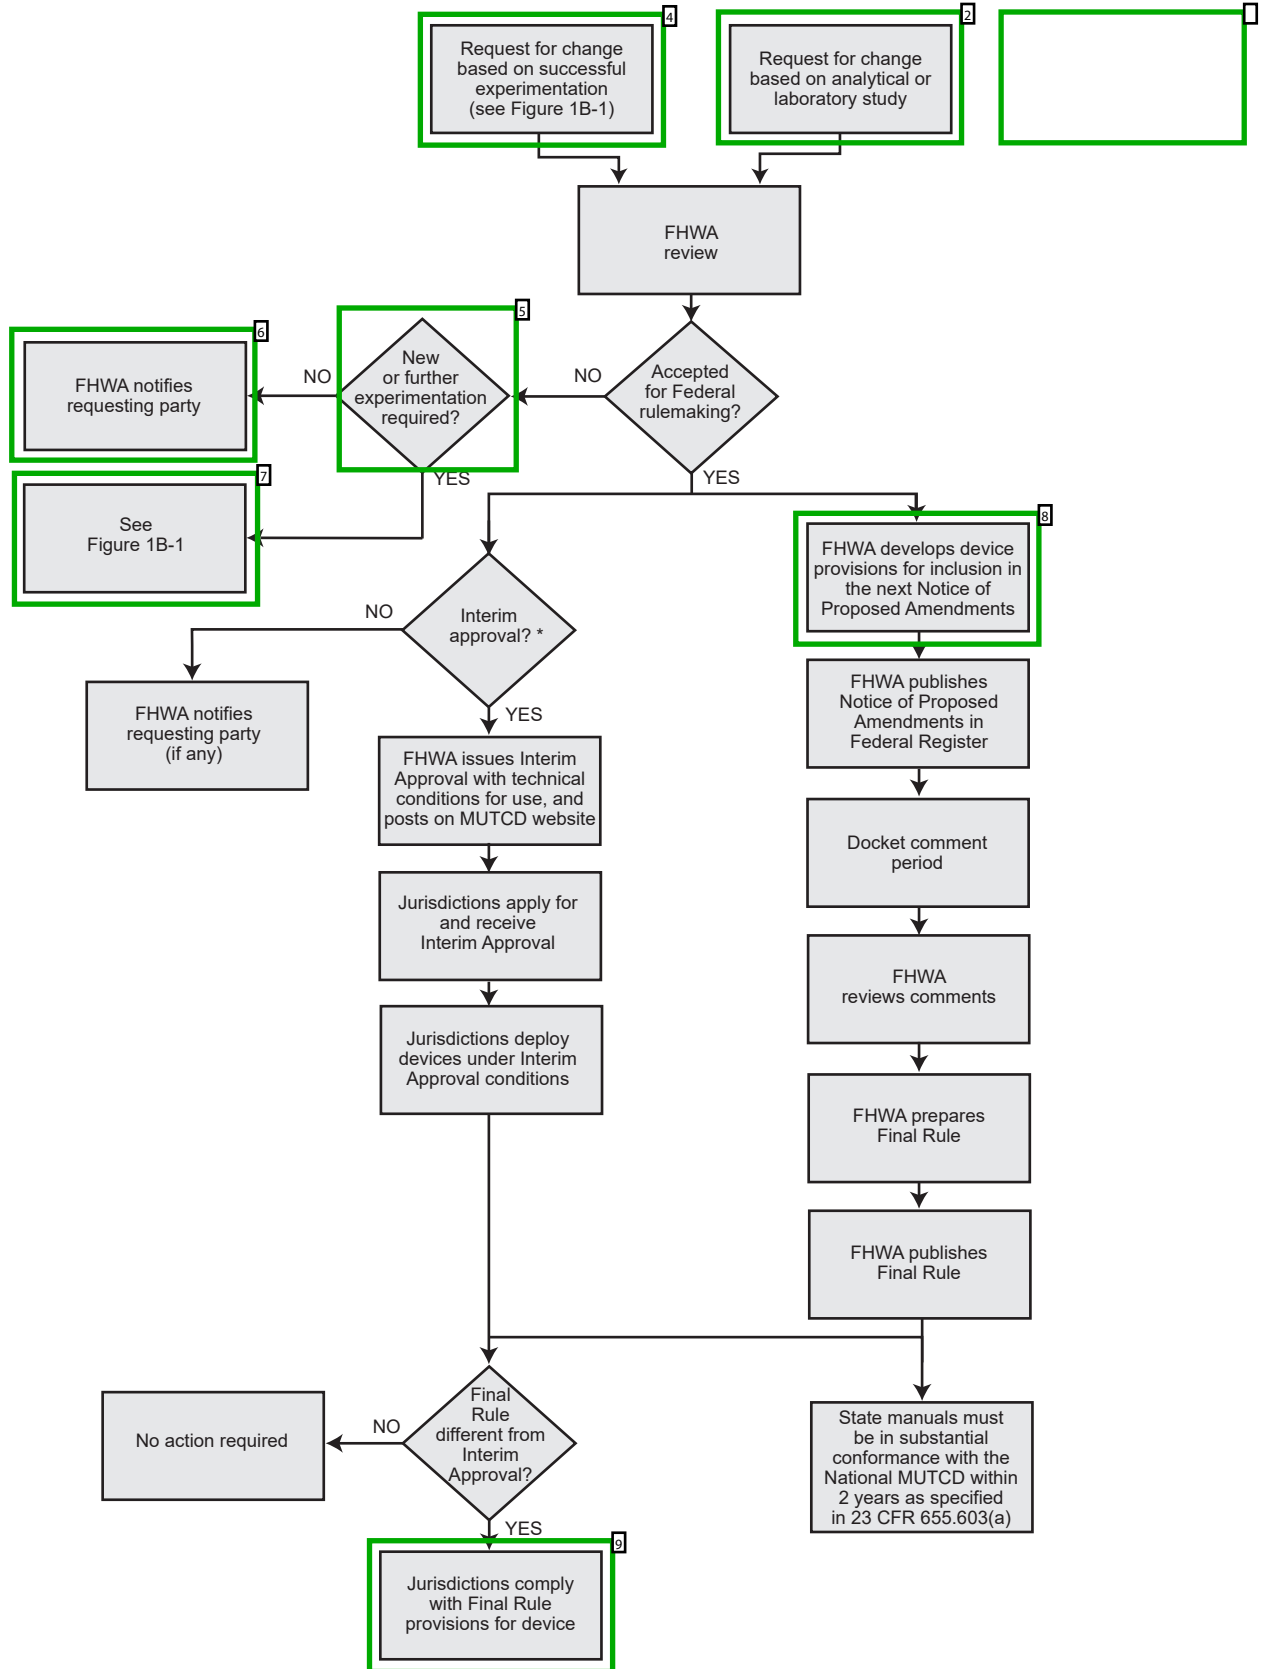 4
Request for change
based on successful
experimentation
(see Figure 1B-1)
2
Request for change
based on analytical or
laboratory study
FHWA
review
Accepted
for Federal
rulemaking?
NO
YES
5
New
or further
experimentation
required?
NO
YES
6
FHWA notifies
requesting party
7
See
Figure 1B-1
8
FHWA develops device
provisions for inclusion in
the next Notice of
Proposed Amendments
Interim
approval? *
NO
YES
FHWA notifies
requesting party
(if any)
FHWA publishes
Notice of Proposed
Amendments in
Federal Register
FHWA issues Interim
Approval with technical
conditions for use, and
posts on MUTCD website
Docket comment
period
Jurisdictions apply for
and receive
Interim Approval
FHWA
reviews comments
Jurisdictions deploy
devices under Interim
Approval conditions
FHWA prepares
Final Rule
FHWA publishes
Final Rule
Final
Rule
different from
Interim
Approval?
NO
YES
No action required
State manuals must
be in substantial
conformance with the
National MUTCD within
2 years as specified
in 23 CFR 655.603(a)
9
Jurisdictions comply
with Final Rule
provisions for device